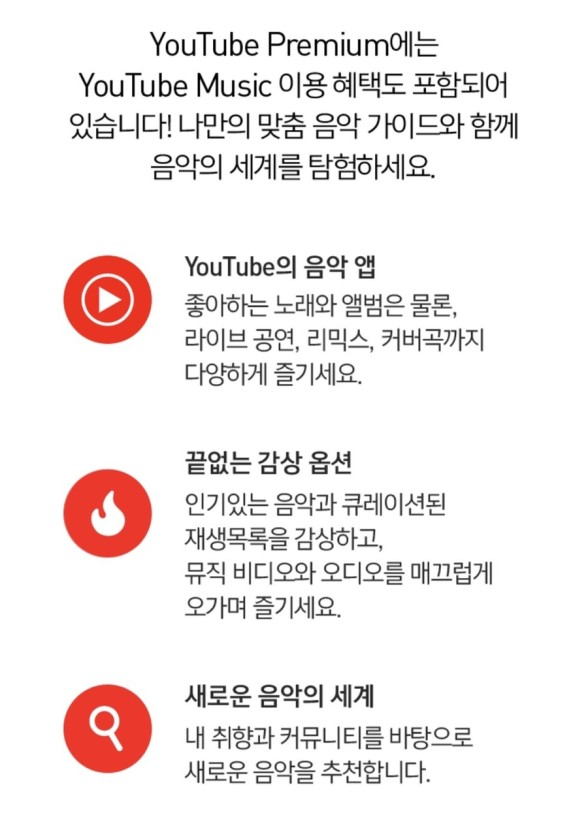 YouTube Premium에는
YouTube Music 이용 혜택도 포함되어
있습니다! 나만의 맞춤 음악 가이드와 함께
음악의 세계를 탐험하세요.
YouTube의 음악 앱
좋아하는 노래와 앨범은 물론,
라이브 공연, 리믹스, 커버곡까지
다양하게 즐기세요.
끝없는 감상 옵션
인기있는 음악과 큐레이션된
재생목록을 감상하고,
뮤직 비디오와 오디오를 매끄럽게
오가며 즐기세요.
새로운 음악의 세계
내 취향과 커뮤니티를 바탕으로
새로운 음악을 추천합니다.